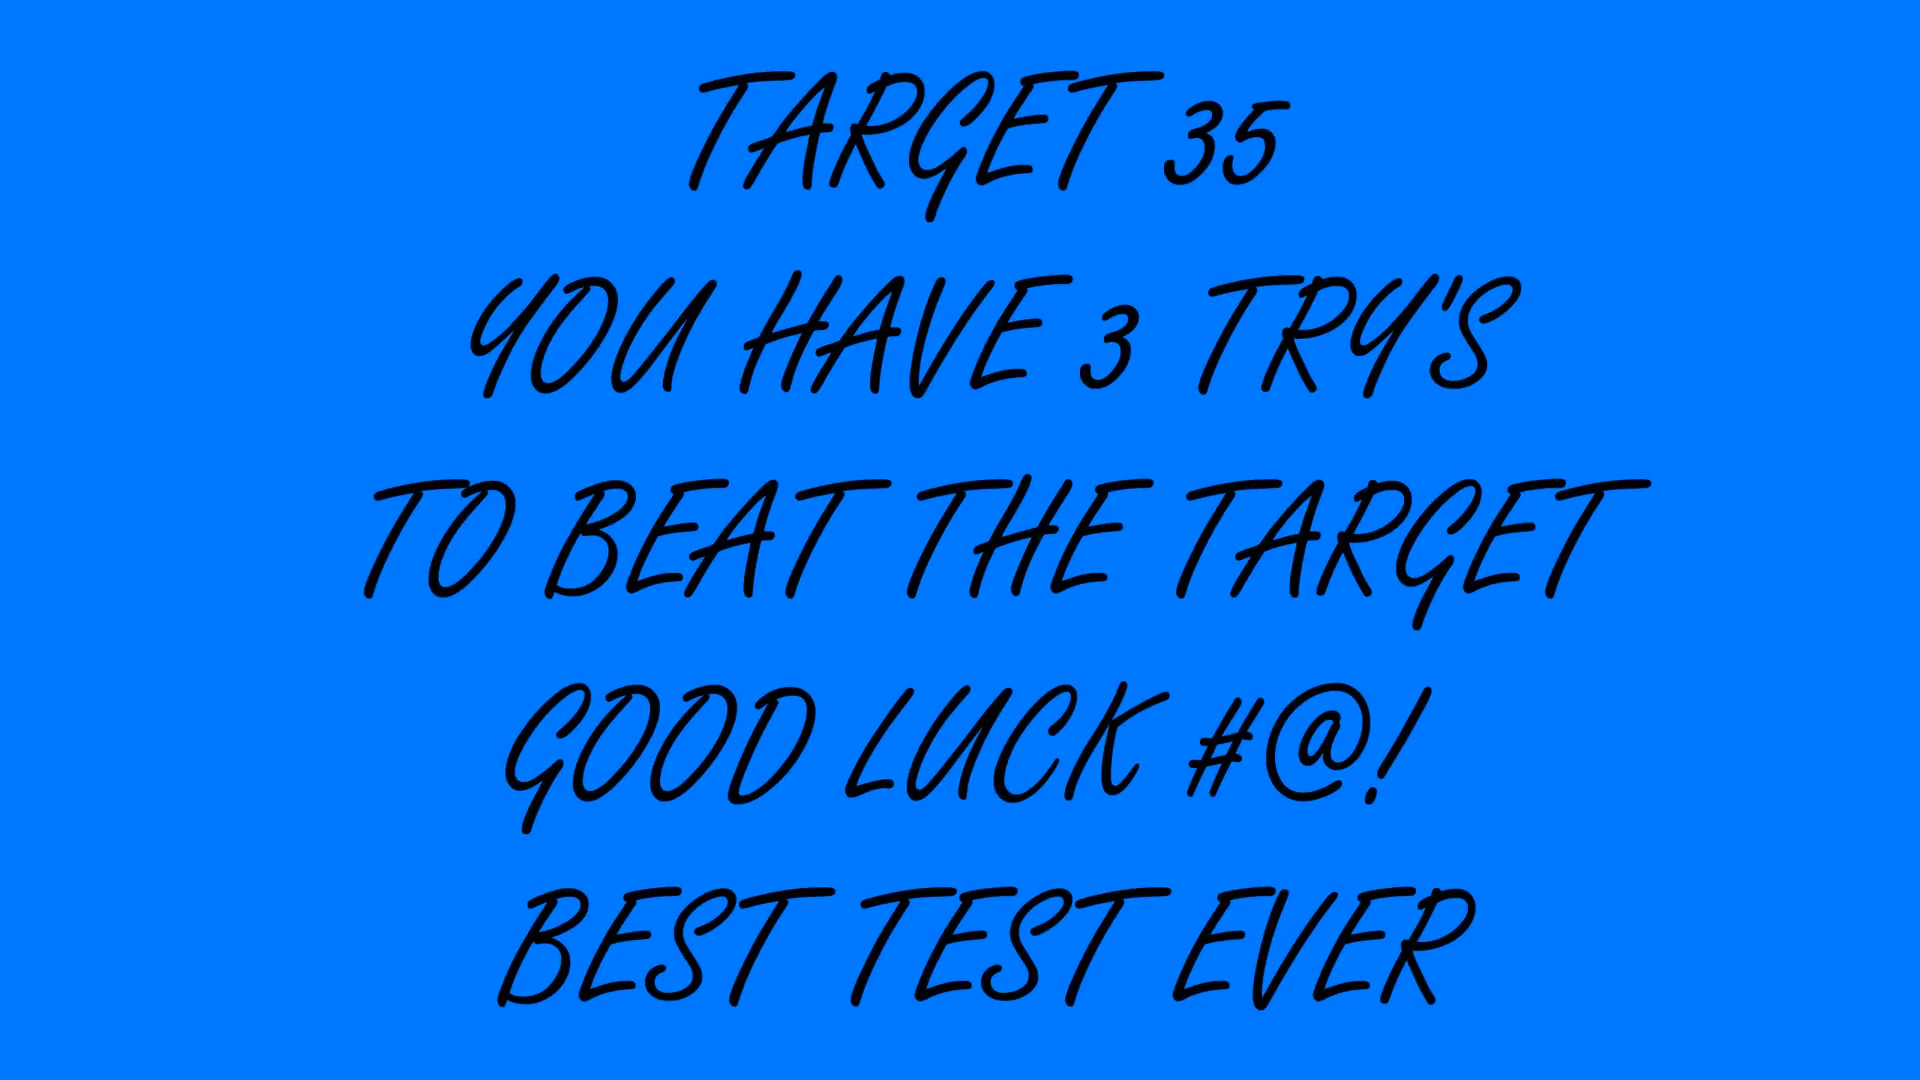 TARGET 35
YOU HAVE 3 TRY'S
TO BEAT THE TARGET
GOOD LUCK #@!
BEST TEST EVER